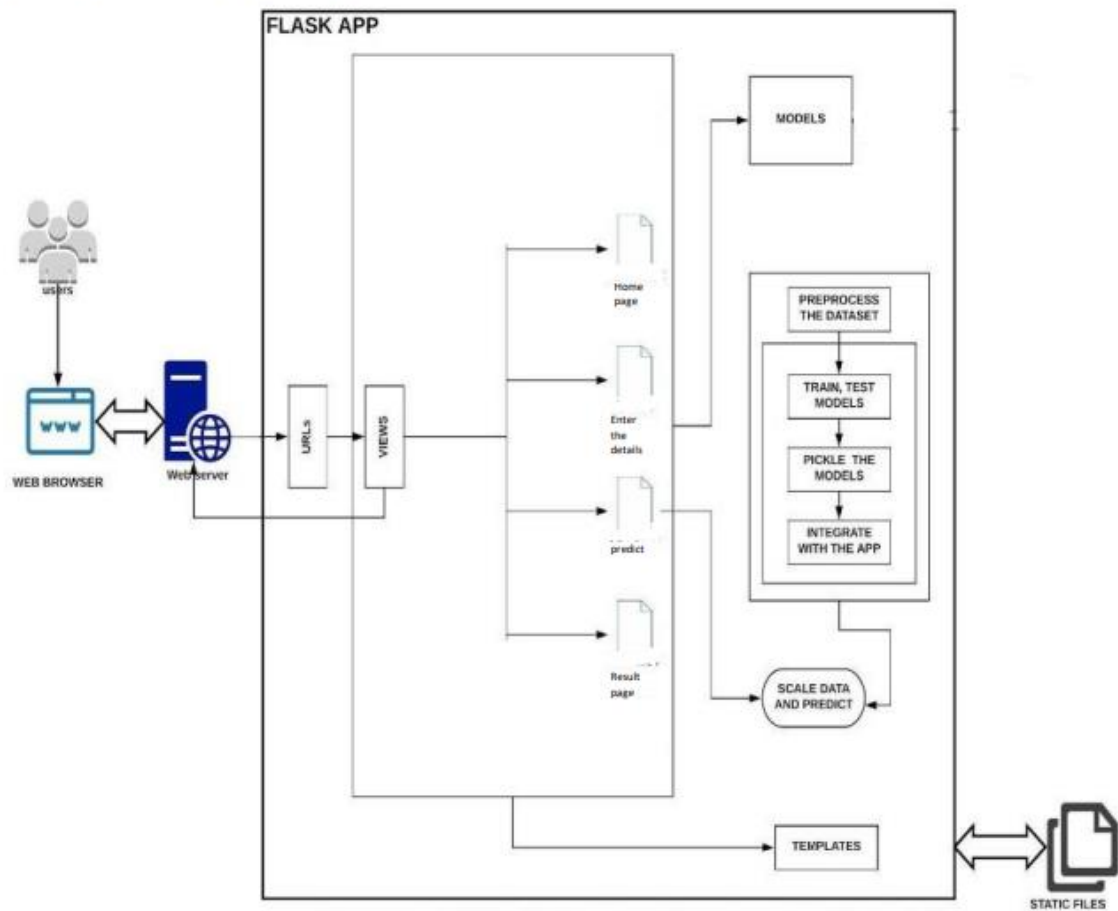 FLASK APP
MODELS
users
Home
page
PREPROCESS
THE DATASET
TRAIN, TEST
MODELS
Enter
the
details
URLs
VIEWS
www
WEB BROWSER
Web server
PICKLE THE
MODELS
INTEGRATE
WITH THE APP
predict
Result
page
SCALE DATA
AND PREDICT
TEMPLATES
STATIC FILES